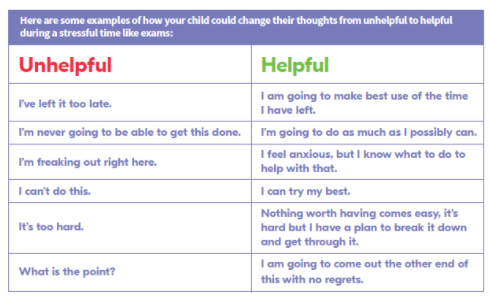 Here are some examples of how your child could change their thoughts from unhelpful to helpful
during a stressful time like exams:
Unhelpful
Helpful
I've left it too late.
I am going to make best use of the time
I have left.
I'm never going to be able to get this done.
I'm going to do as much as I possibly can.
I'm freaking out right here.
I feel anxious, but I know what to do to
help with that.
I can't do this.
I can try my best.
It's too hard.
Nothing worth having comes easy, it's
hard but I have a plan to break it down
and get through it.
What is the point?
I am going to come out the other end of
this with no regrets.